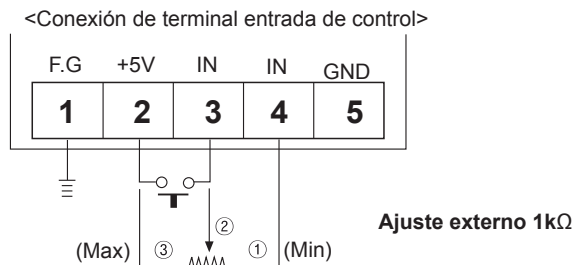 <Conexión de terminal entrada de control>
F.G +5V IN IN GND
1 2 3 4 5
②
Ajuste externo 1kΩ
(Max) ③ ① (Min)